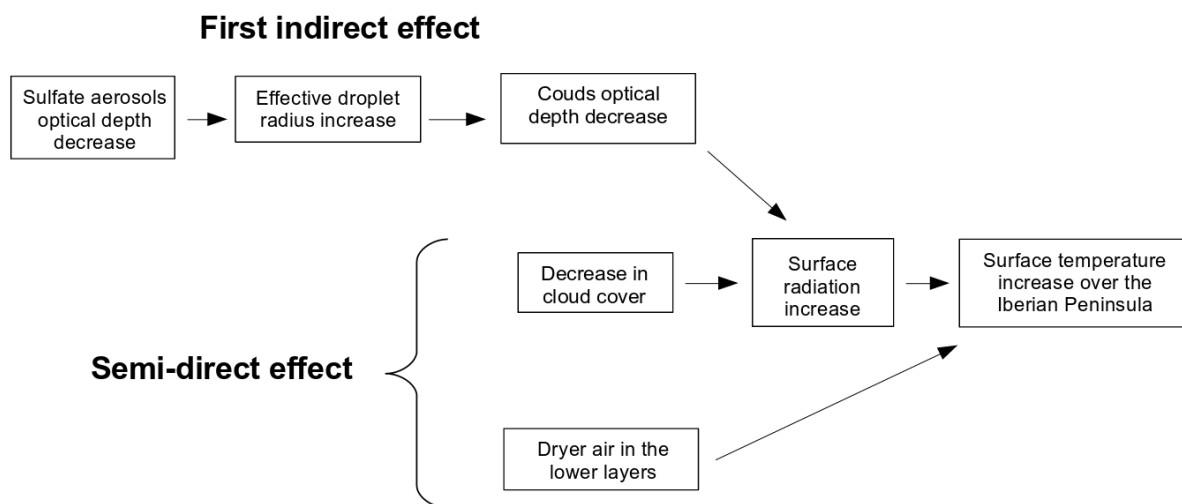 First indirect effect
Sulfate aerosols
optical depth
decrease
Effective droplet
radius increase
Couds optical
depth decrease
Decrease in
cloud cover
Surface
radiation
increase
Surface temperature
increase over the
Iberian Peninsula
Semi-direct effect
Dryer air in the
lower layers